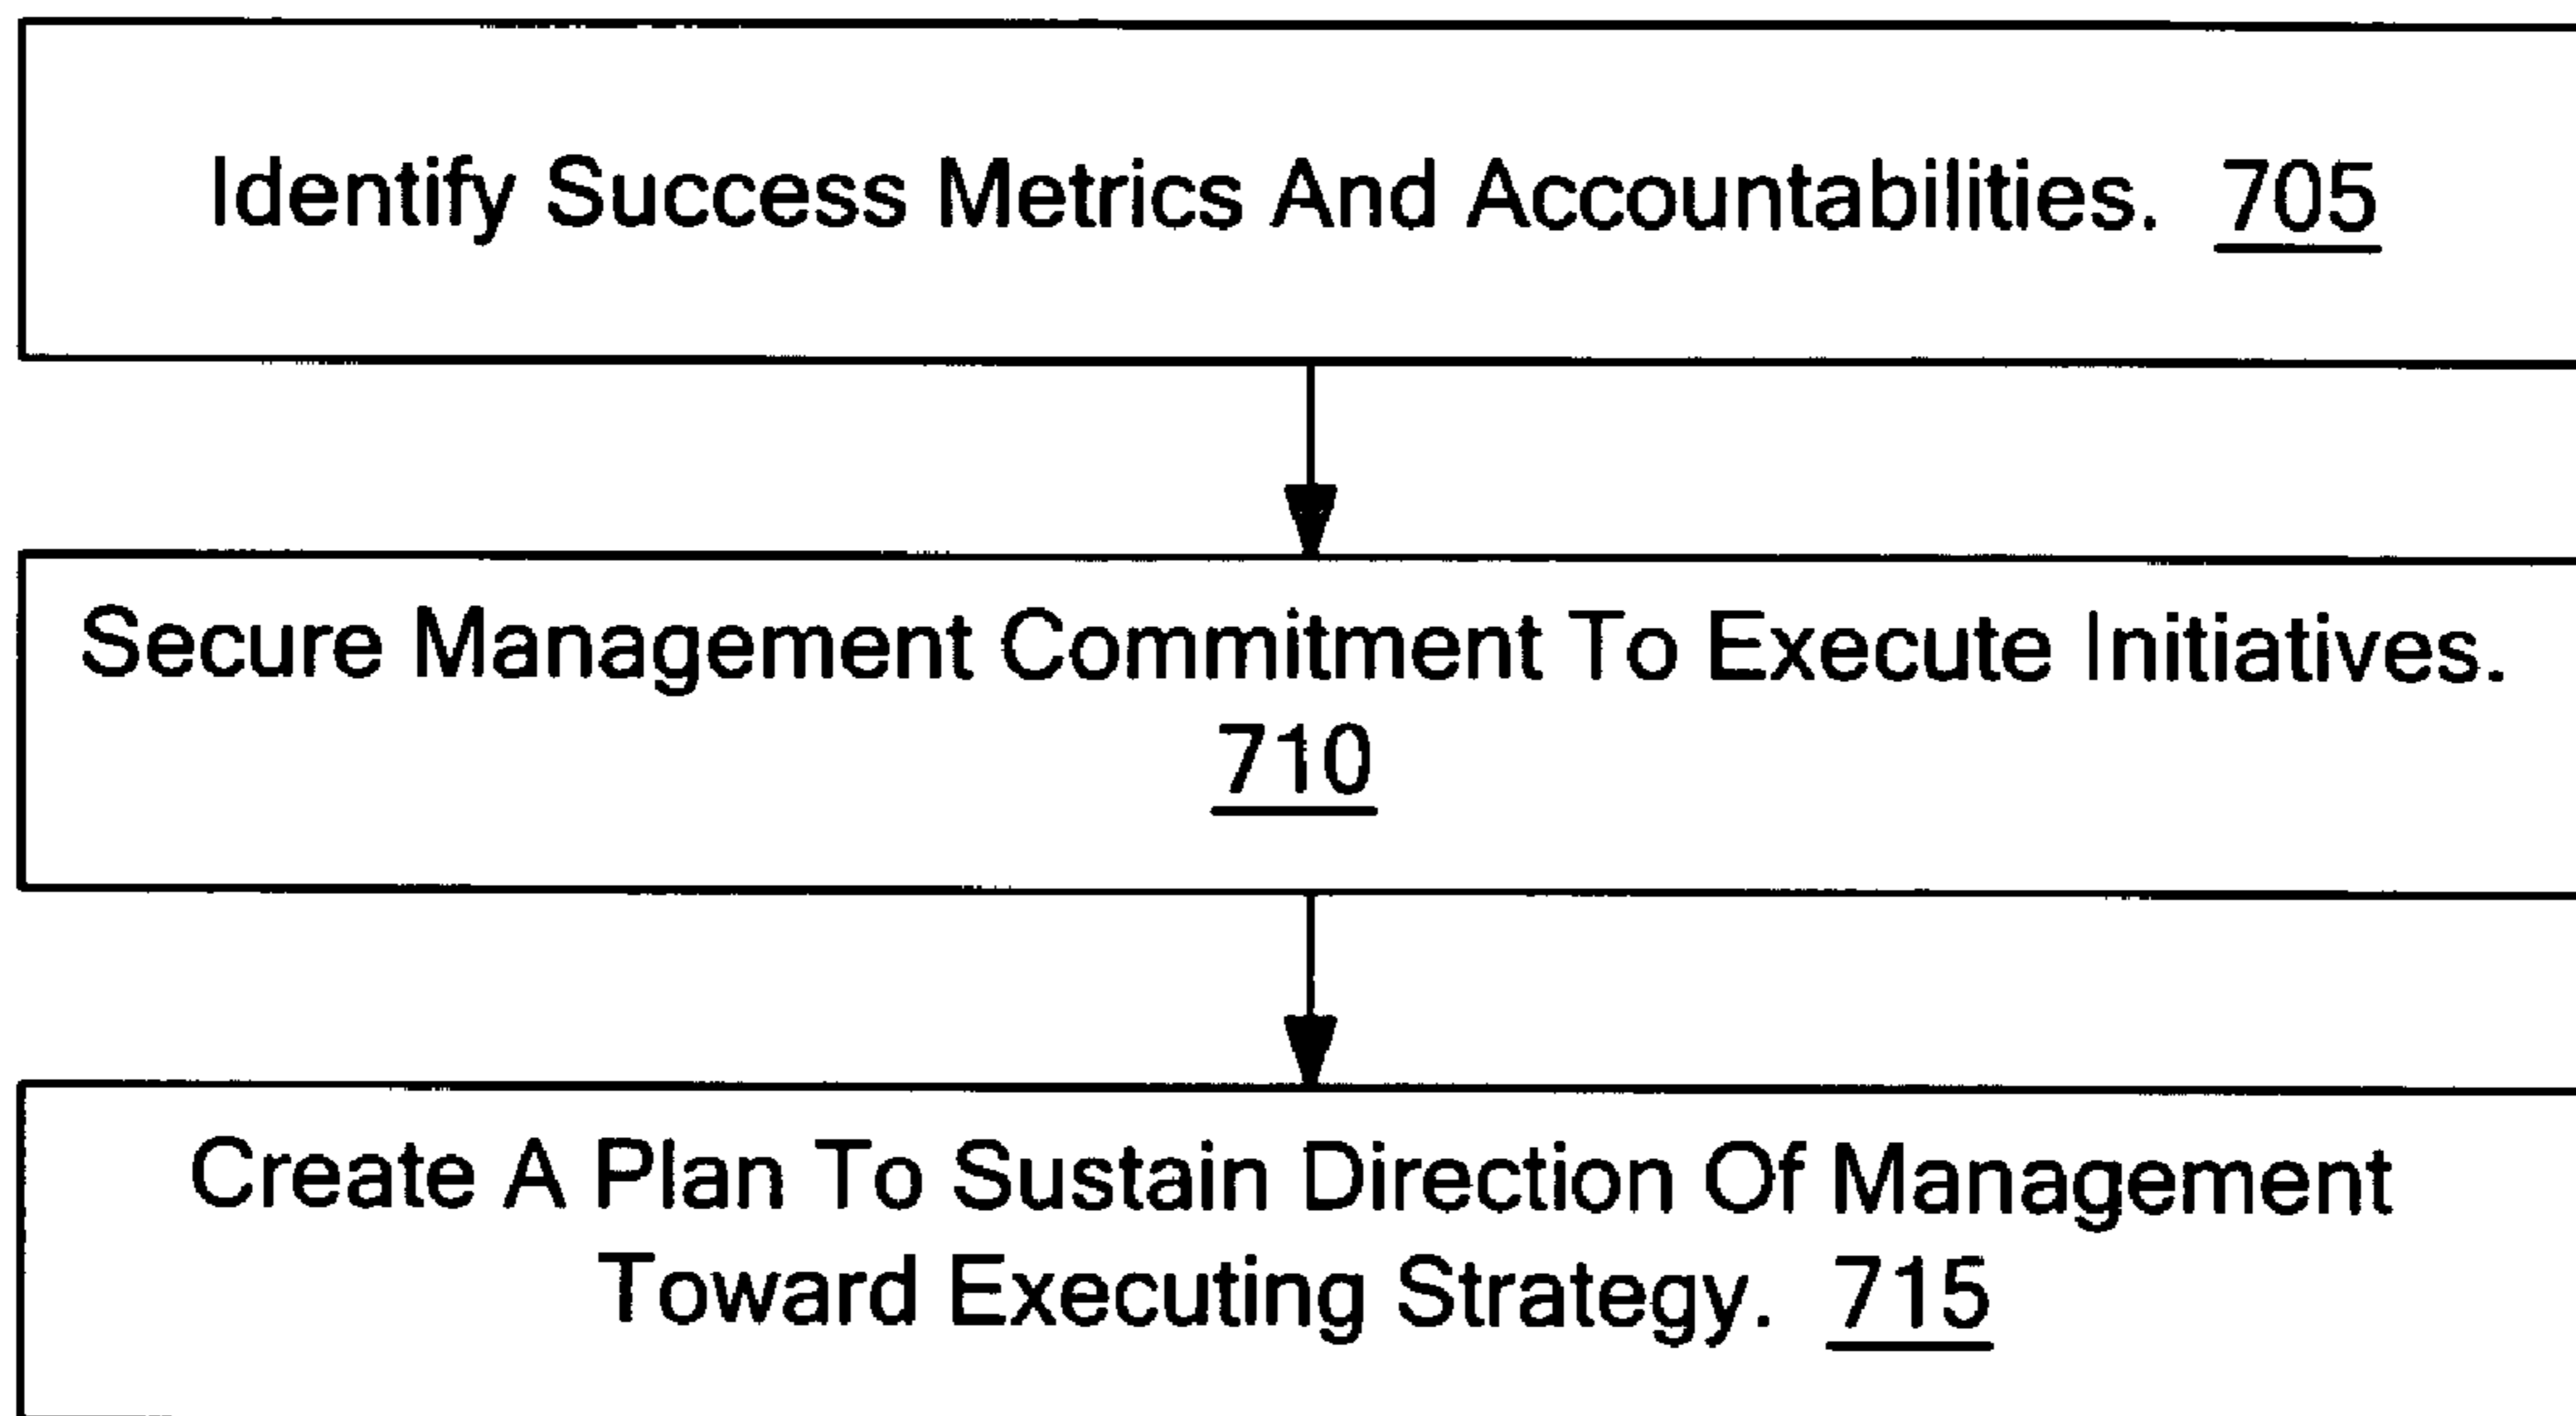 Identify Success Metrics And Accountabilities. 705
Secure Management Commitment To Execute Initiatives.
710
Create A Plan To Sustain Direction Of Management
Toward Executing Strategy. 715